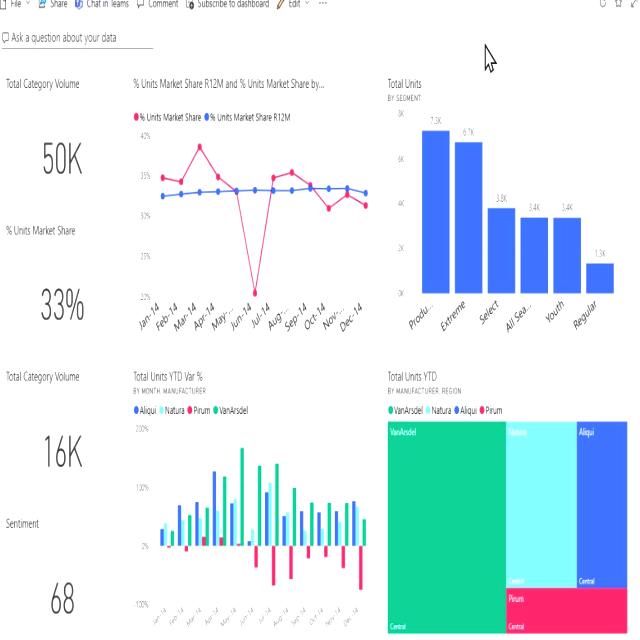 File
Share
Chat in Teams
Comment
Subscribe to dashboard
Edit
Ask a question about your data
Total Category Volume
50K
% Units Market Share
33%
Total Category Volume
16K
Sentiment
68
% Units Market Share R12M and % Units Market Share by...
% Units Market Share
% Units Market Share R12M
40%
35%
30%
25%
20%
Jan-14
Feb-14
Mar-14
Apr-14
May-...
Jun-14
Jul-14
Aug-...
Sep-14
Oct-14
Nov-...
Dec-14
Total Units
BY SEGMENT
8K
6K
4K
2K
0K
7.3K
6.7K
3.8K
3.4K
3.4K
1.3K
Produ...
Extreme
Select
All Sea...
Youth
Regular
Total Units YTD Var %
BY MONTH, MANUFACTURER
Aliqui
Natura
Pirum
VanArsdel
200%
100%
0%
-100%
Jan-14
Feb-14
Mar-14
Apr-14
May-14
Jun-14
Jul-14
Aug-14
Sep-14
Oct-14
Nov-14
Dec-14
Total Units YTD
BY MANUFACTURER, REGION
VanArsdel
Natura
Aliqui
Pirum
VanArsdel
Central
Natura
Central
Aliqui
Central
Pirum
Central